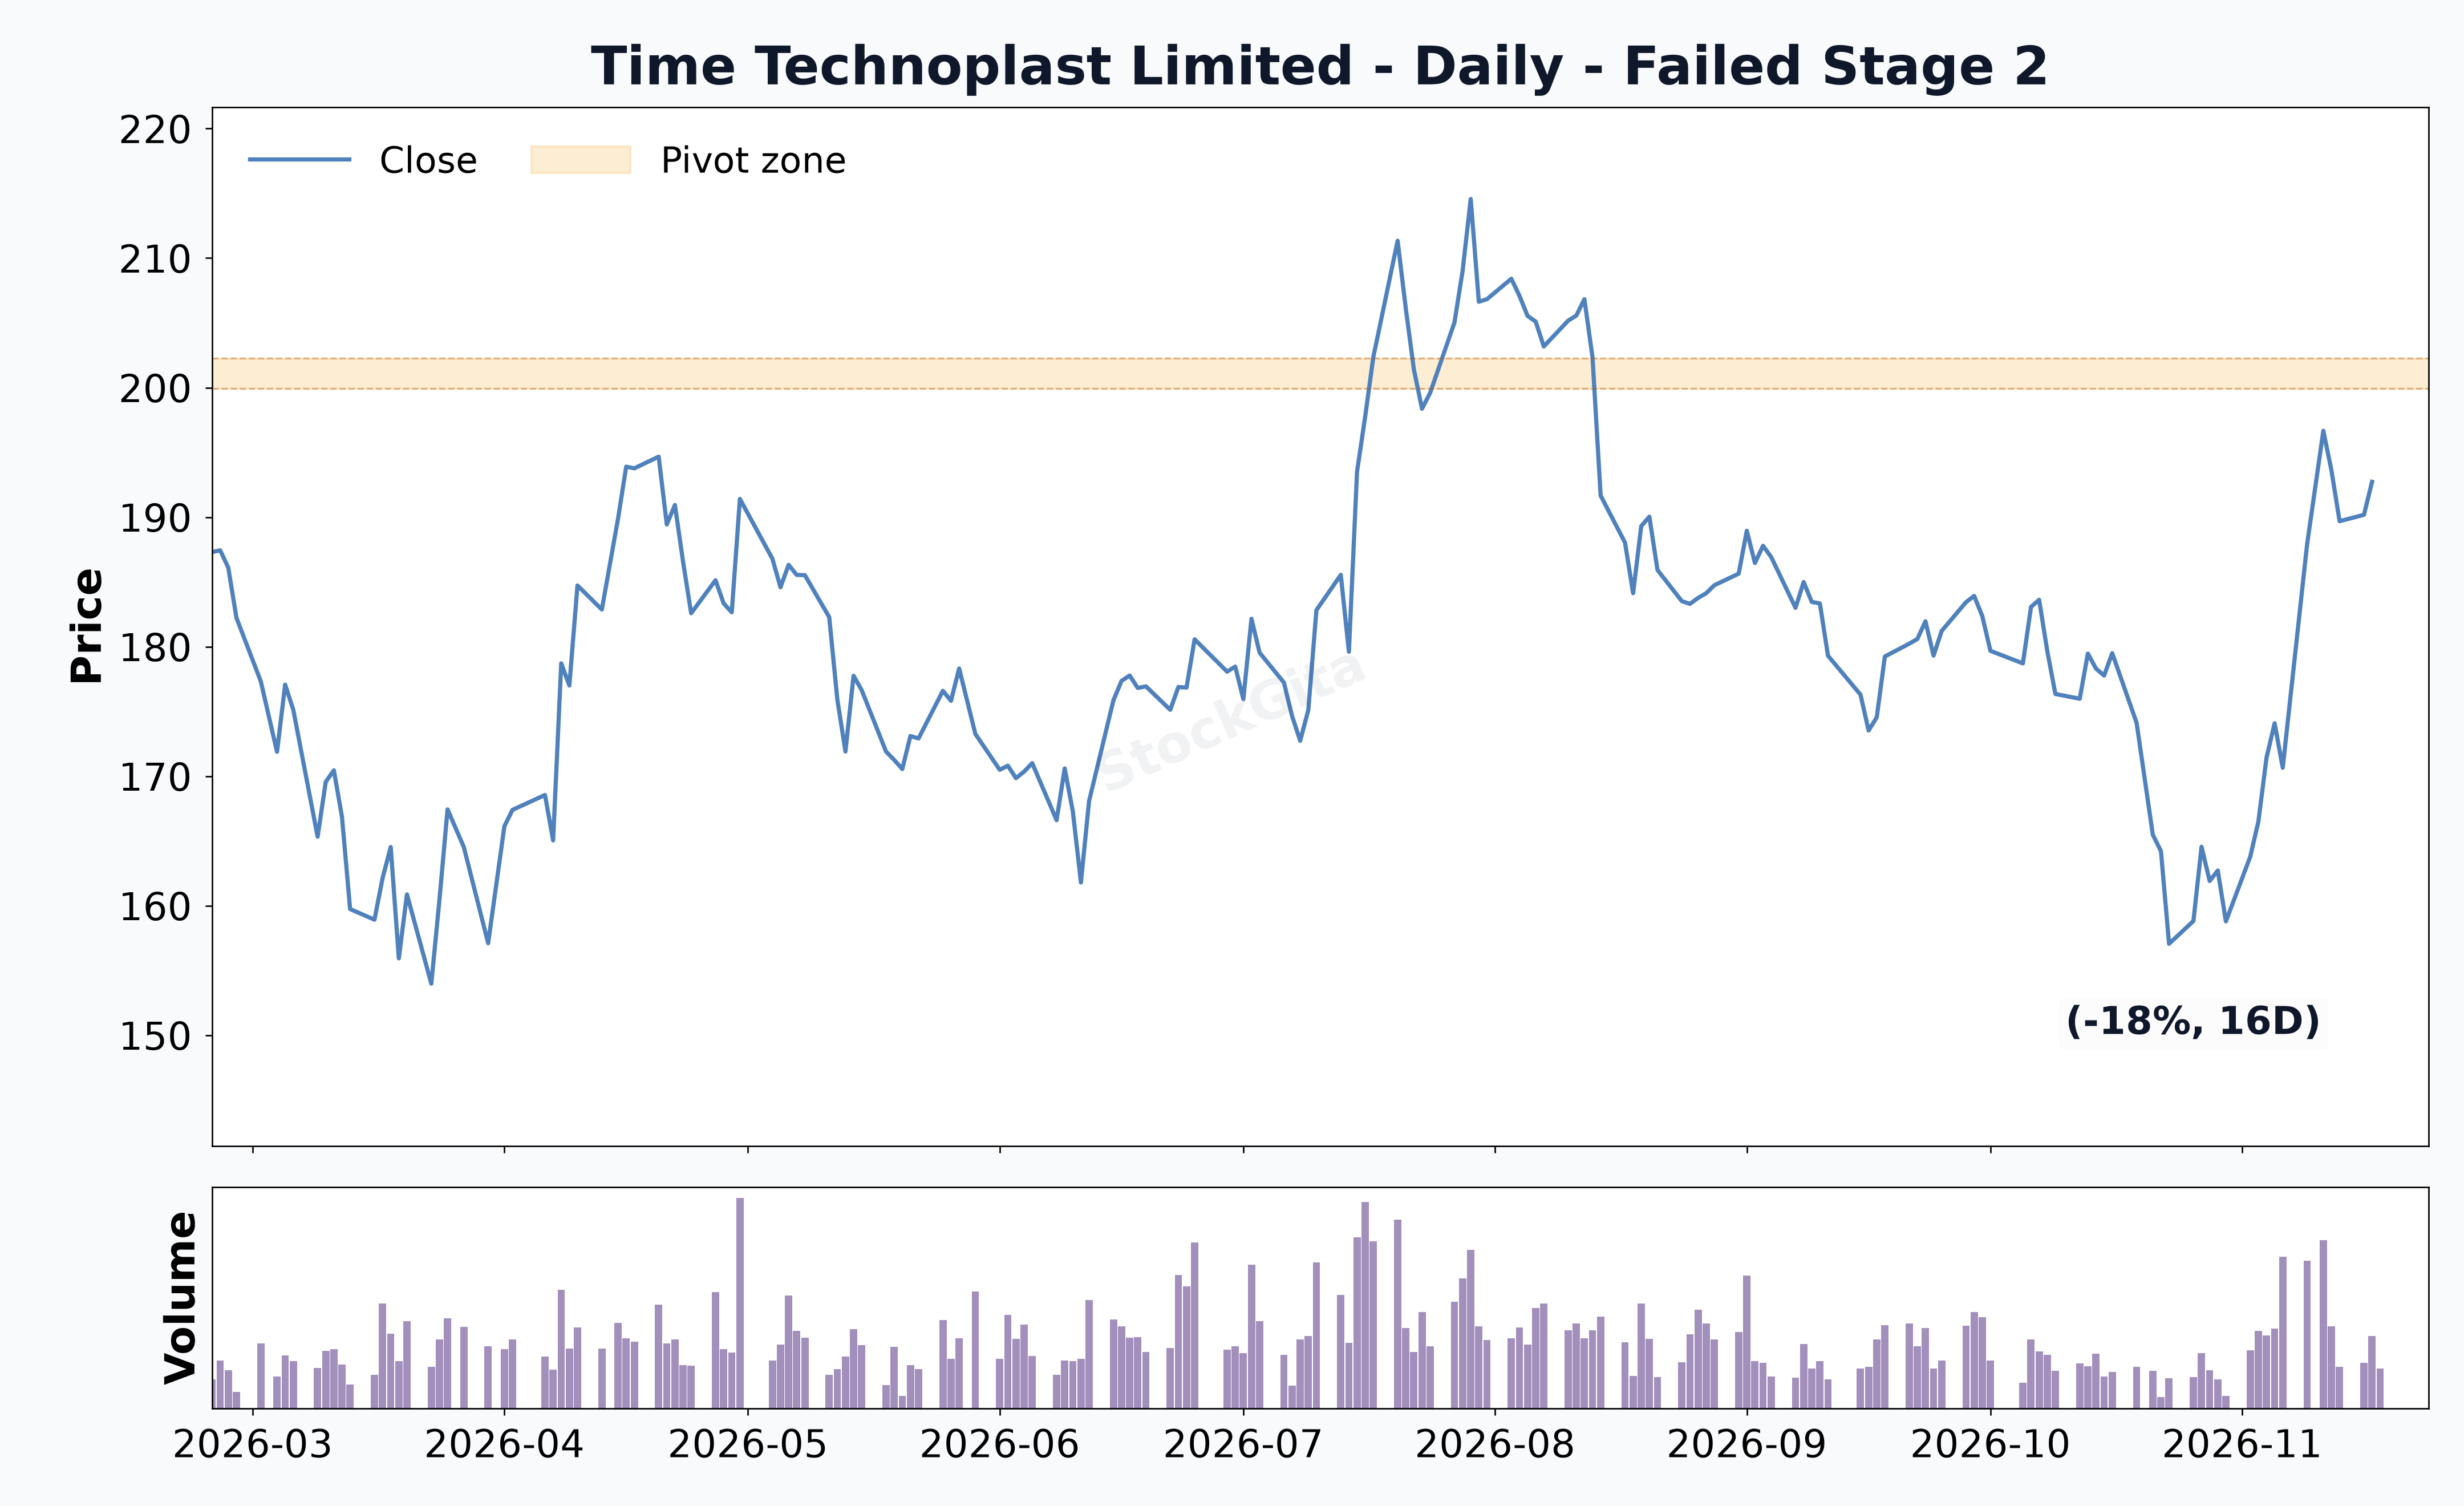 Time Technoplast Limited - Daily - Failed Stage 2
Close
Pivot zone
220
210
200
190
180
170
160
150
Price
StockGita
(-18%, 16D)
Volume
2026-03
2026-04
2026-05
2026-06
2026-07
2026-08
2026-09
2026-10
2026-11